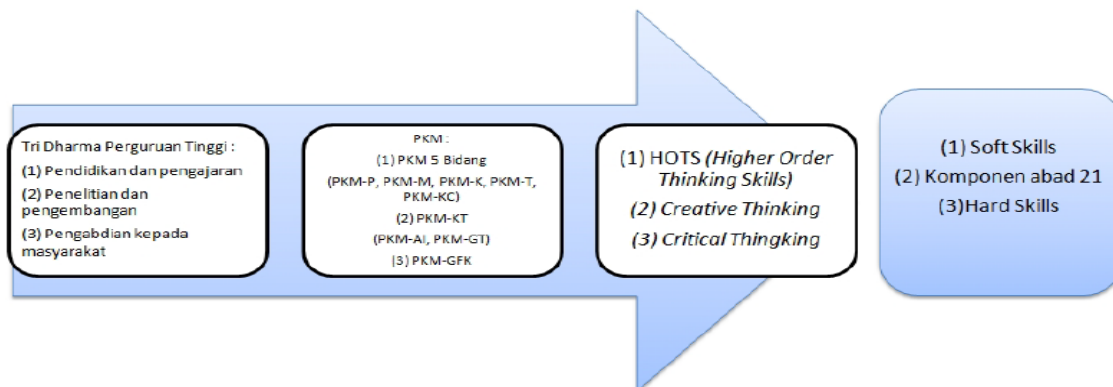 Tri Dharma Perguruan Tinggi :
(1) Pendidikan dan pengajaran
(2) Penelitian dan
pengembangan
(3) Pengabdian kepada
masyarakat
PKM :
(1) PKM 5 Bidang
(PKM-P, PKM-M, PKM-K, PKM-T,
PKM-KC)
(2) PKM-KT
(PKM-AI, PKM-GT)
(3) PKM-GFK
(1) HOTS (Higher Order
Thinking Skills)
(2) Creative Thinking
(3) Critical Thingking
(1) Soft Skills
(2) Komponen abad 21
(3)Hard Skills